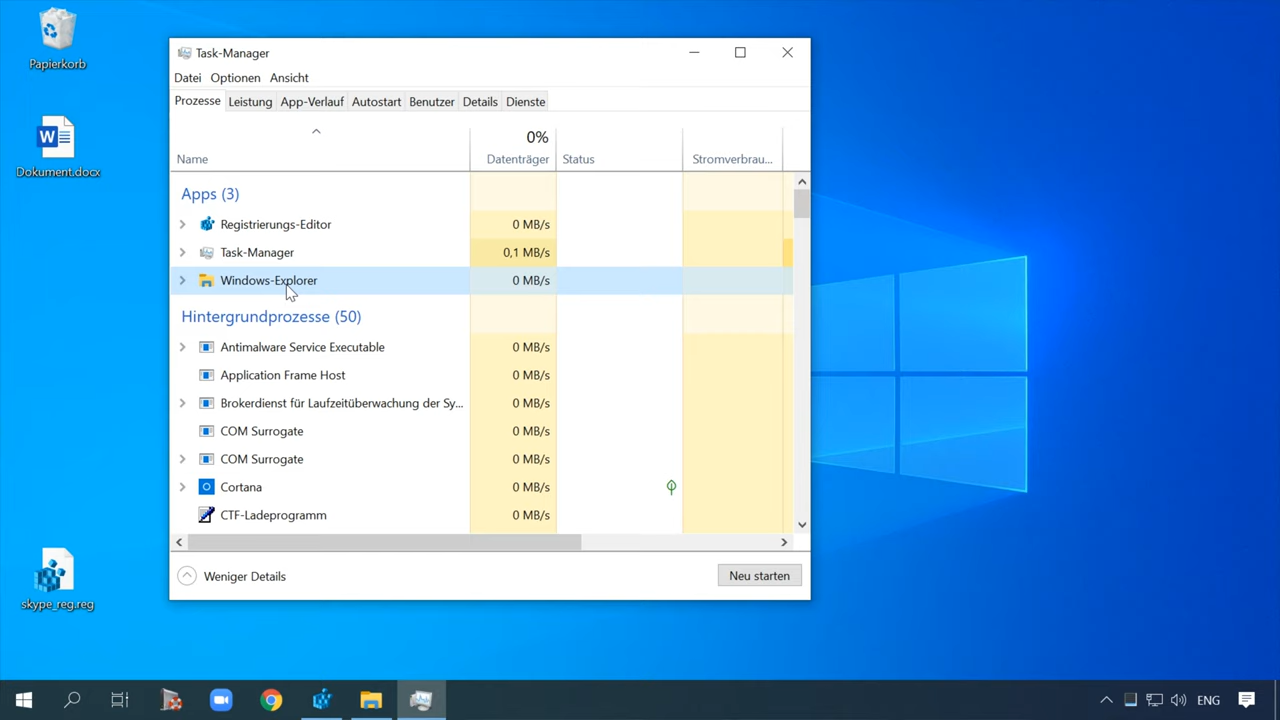 Papierkorb
Dokument.docx
skype_reg.reg
Task-Manager
Datei Optionen Ansicht
Prozesse Leistung App-Verlauf Autostart Benutzer Details Dienste
0%
Name Datenträger Status Stromverbrau...
Apps (3)
Registrierungs-Editor 0 MB/s
Task-Manager 0,1 MB/s
Windows-Explorer 0 MB/s
Hintergrundprozesse (50)
Antimalware Service Executable 0 MB/s
Application Frame Host 0 MB/s
Brokerdienst für Laufzeitüberwachung der Sy... 0 MB/s
COM Surrogate 0 MB/s
COM Surrogate 0 MB/s
Cortana 0 MB/s
CTF-Ladeprogramm 0 MB/s
Weniger Details
Neu starten
ENG